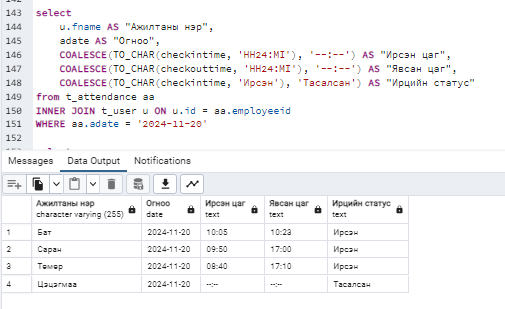 143 select
144 u.fname AS "Ажилтаны нэр",
145 adate AS "Огноо",
146 COALESCE(TO_CHAR(checkintime, 'HH24:MI'), '--:--') AS "Ирсэн цаг",
147 COALESCE(TO_CHAR(checkouttime, 'HH24:MI'), '--:--') AS "Явсан цаг",
148 COALESCE(TO_CHAR(checkintime, 'Ирсэн'), 'Тасалсан') AS "Ирцийн статус"
149 from t_attendance aa
150 INNER JOIN t_user u ON u.id = aa.employeeid
151 WHERE aa.adate = '2024-11-20'
152
Messages Data Output Notifications
Ажилтаны нэр Огноо Ирсэн цаг Явсан цаг Ирцийн статус
character varying (255) date text text text
1 Бат 2024-11-20 10:05 10:23 Ирсэн
2 Саран 2024-11-20 09:50 17:00 Ирсэн
3 Төмөр 2024-11-20 08:40 17:10 Ирсэн
4 Цэцэгмаа 2024-11-20 --:-- --:-- Тасалсан